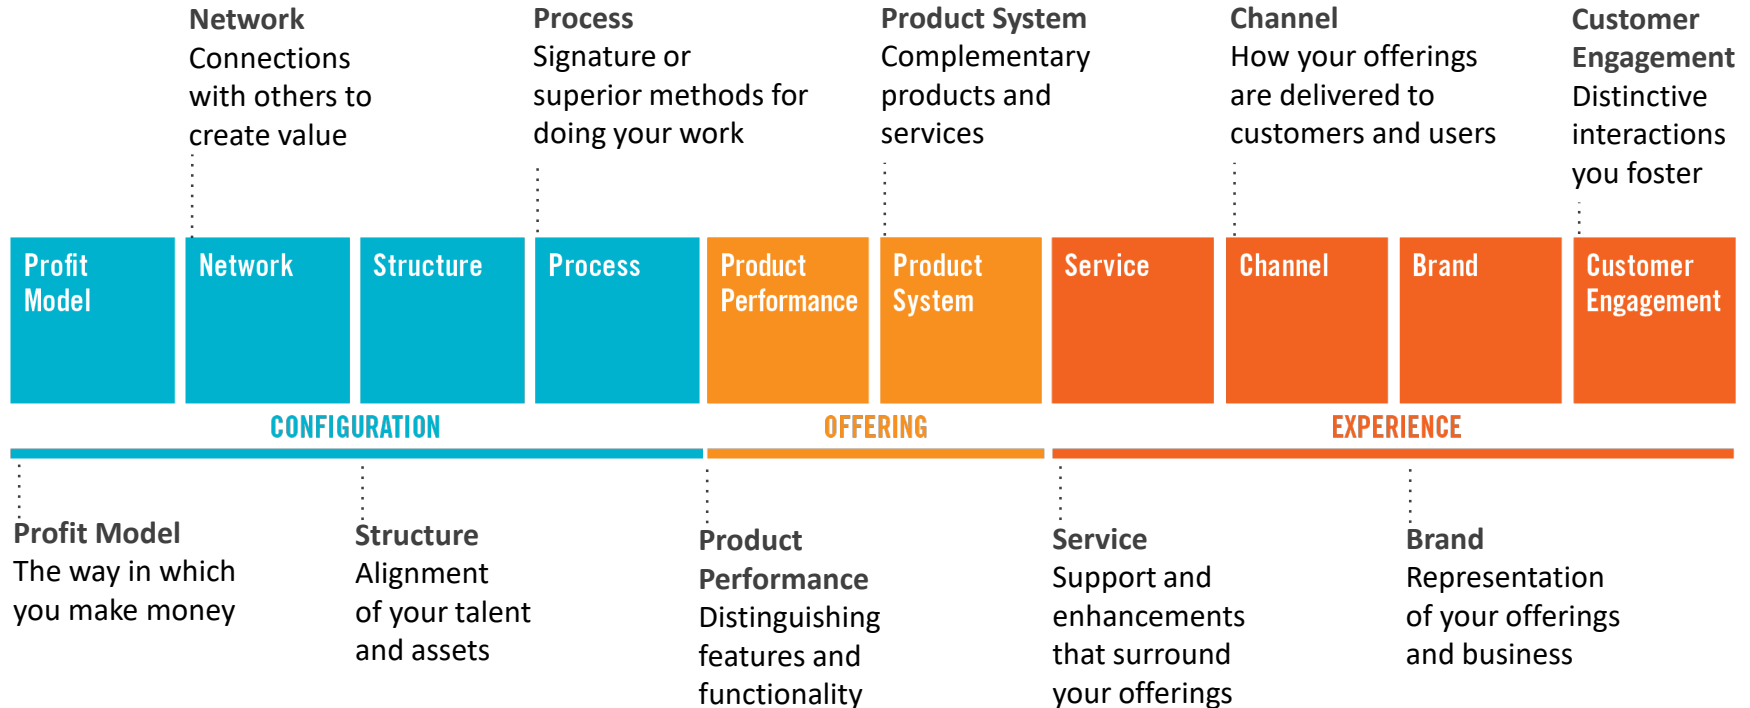 Network
Connections
with others to
create value
Process
Signature or
superior methods for
doing your work
Product System
Complementary
products and
services
Channel
How your offerings
are delivered to
customers and users
Customer
Engagement
Distinctive
interactions
you foster
Profit
Model
Network
Structure
Process
Product
Performance
Product
System
Service
Channel
Brand
Customer
Engagement
CONFIGURATION
OFFERING
EXPERIENCE
Profit Model
The way in which
you make money
Structure
Alignment
of your talent
and assets
Product
Performance
Distinguishing
features and
functionality
Service
Support and
enhancements
that surround
your offerings
Brand
Representation
of your offerings
and business